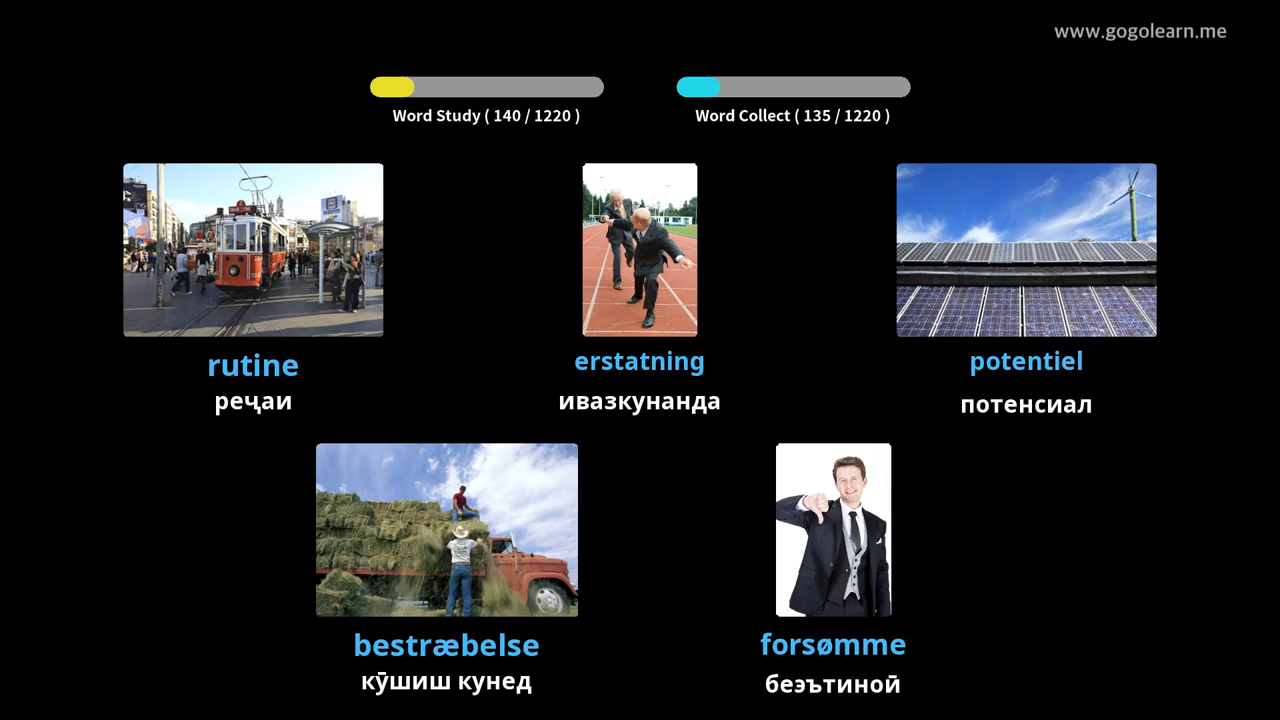 www.gogolearn.me
Word Study ( 140 / 1220 )
Word Collect ( 135 / 1220 )
rutine
erstatning
potentiel
реҷаи
ивазкунанда
потенсиал
bestræbelse
forsømme
кӯшиш кунед
беэътиноӣ